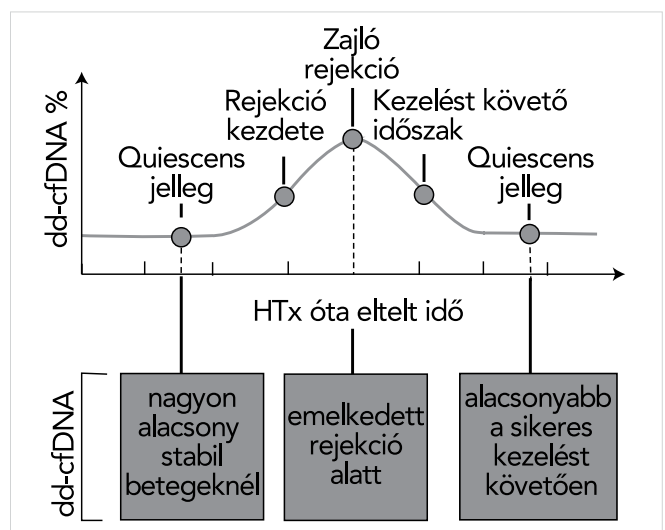 Zajló
rejekció
Rejekció
kezdete
Kezelést követő
időszak
Quiescens
jelleg
Quiescens
jelleg
dd-cfDNA %
HTx óta eltelt idő
dd-cfDNA
nagyon
alacsony
stabil
betegeknél
emelkedett
rejekció
alatt
alacsonyabb
a sikeres
kezelést
követően